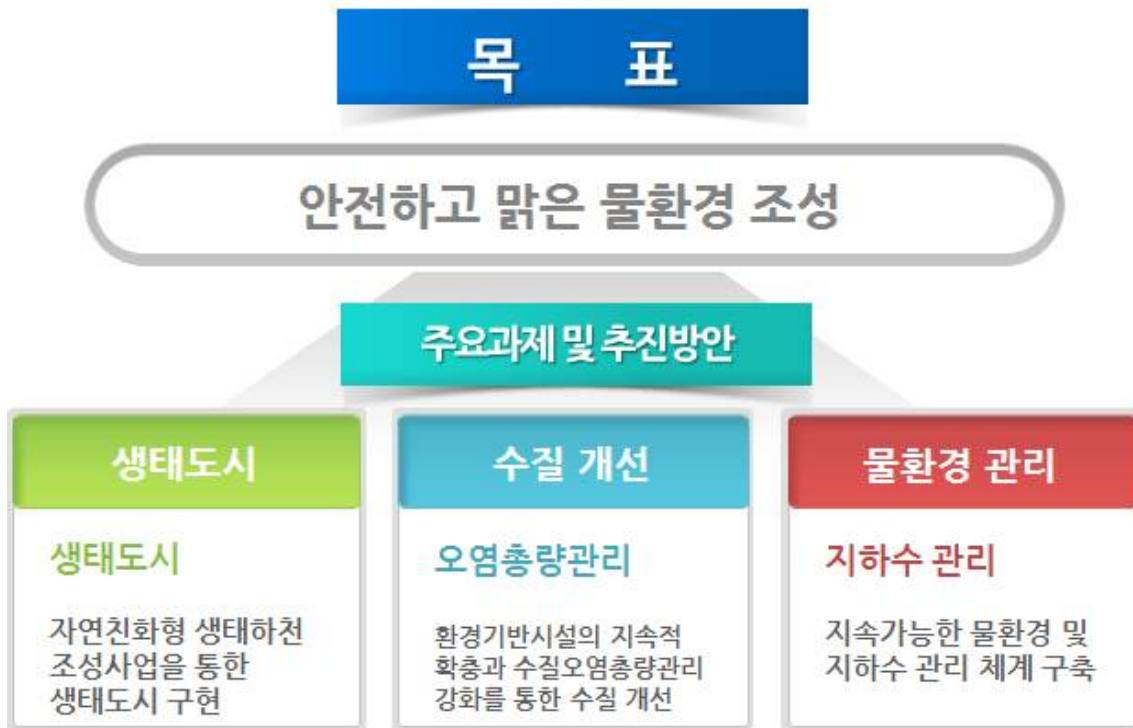 목 표
안전하고 맑은 물환경 조성
주요과제 및 추진방안
생태도시
생태도시
자연친화형 생태하천
조성사업을 통한
생태도시 구현
수질 개선
오염총량관리
환경기반시설의 지속적
확충과 수질오염총량관리
강화를 통한 수질 개선
물환경 관리
지하수 관리
지속가능한 물환경 및
지하수 관리 체계 구축